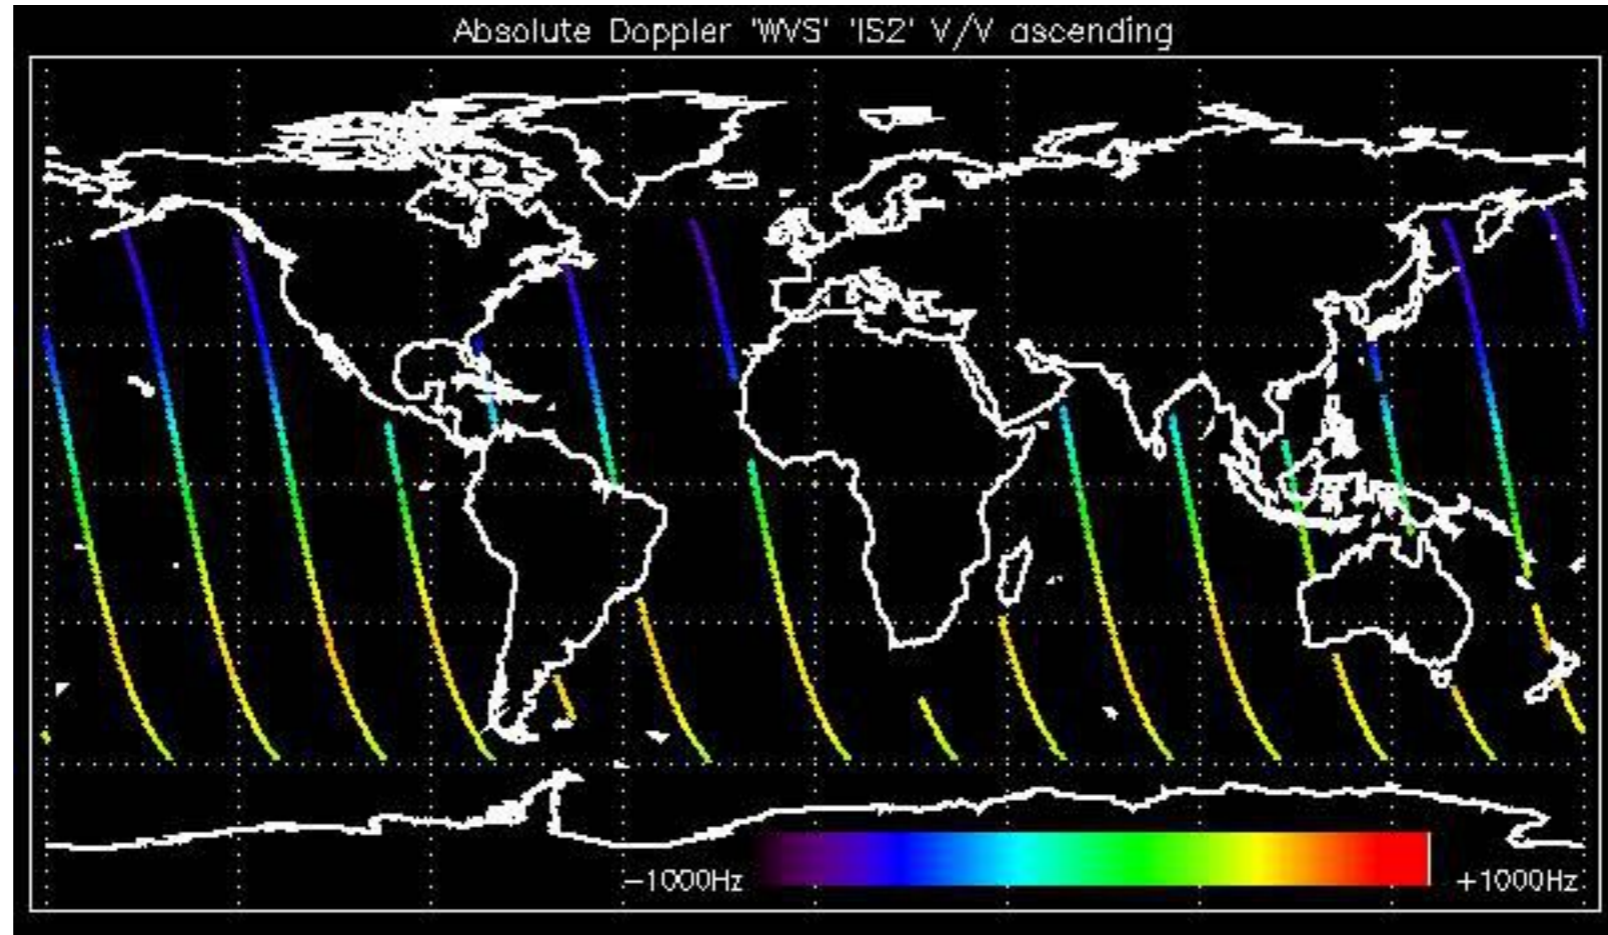 Absolute Doppler 'WVS' 'IS2' V/V ascending
−1000Hz
+1000Hz